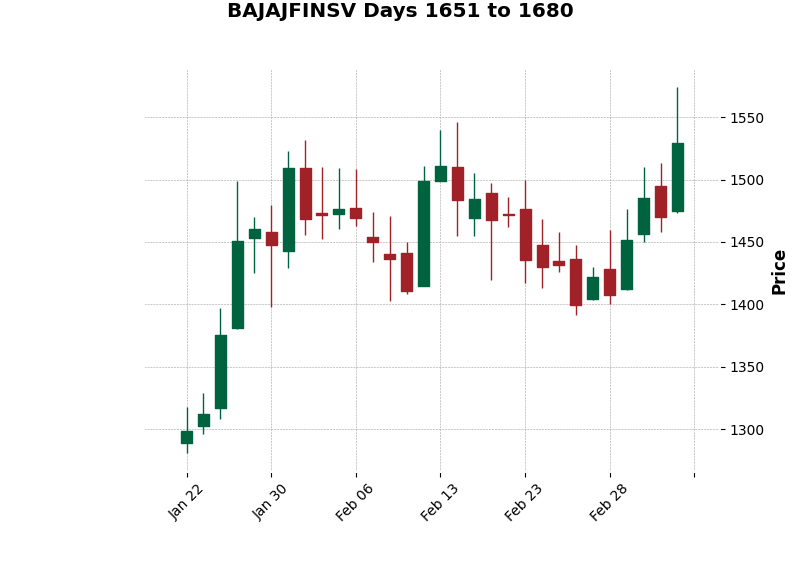 BAJAJFINSV Days 1651 to 1680
1550
1500
1450
1400
1350
1300
Price
Jan 22
Jan 30
Feb 06
Feb 13
Feb 23
Feb 28